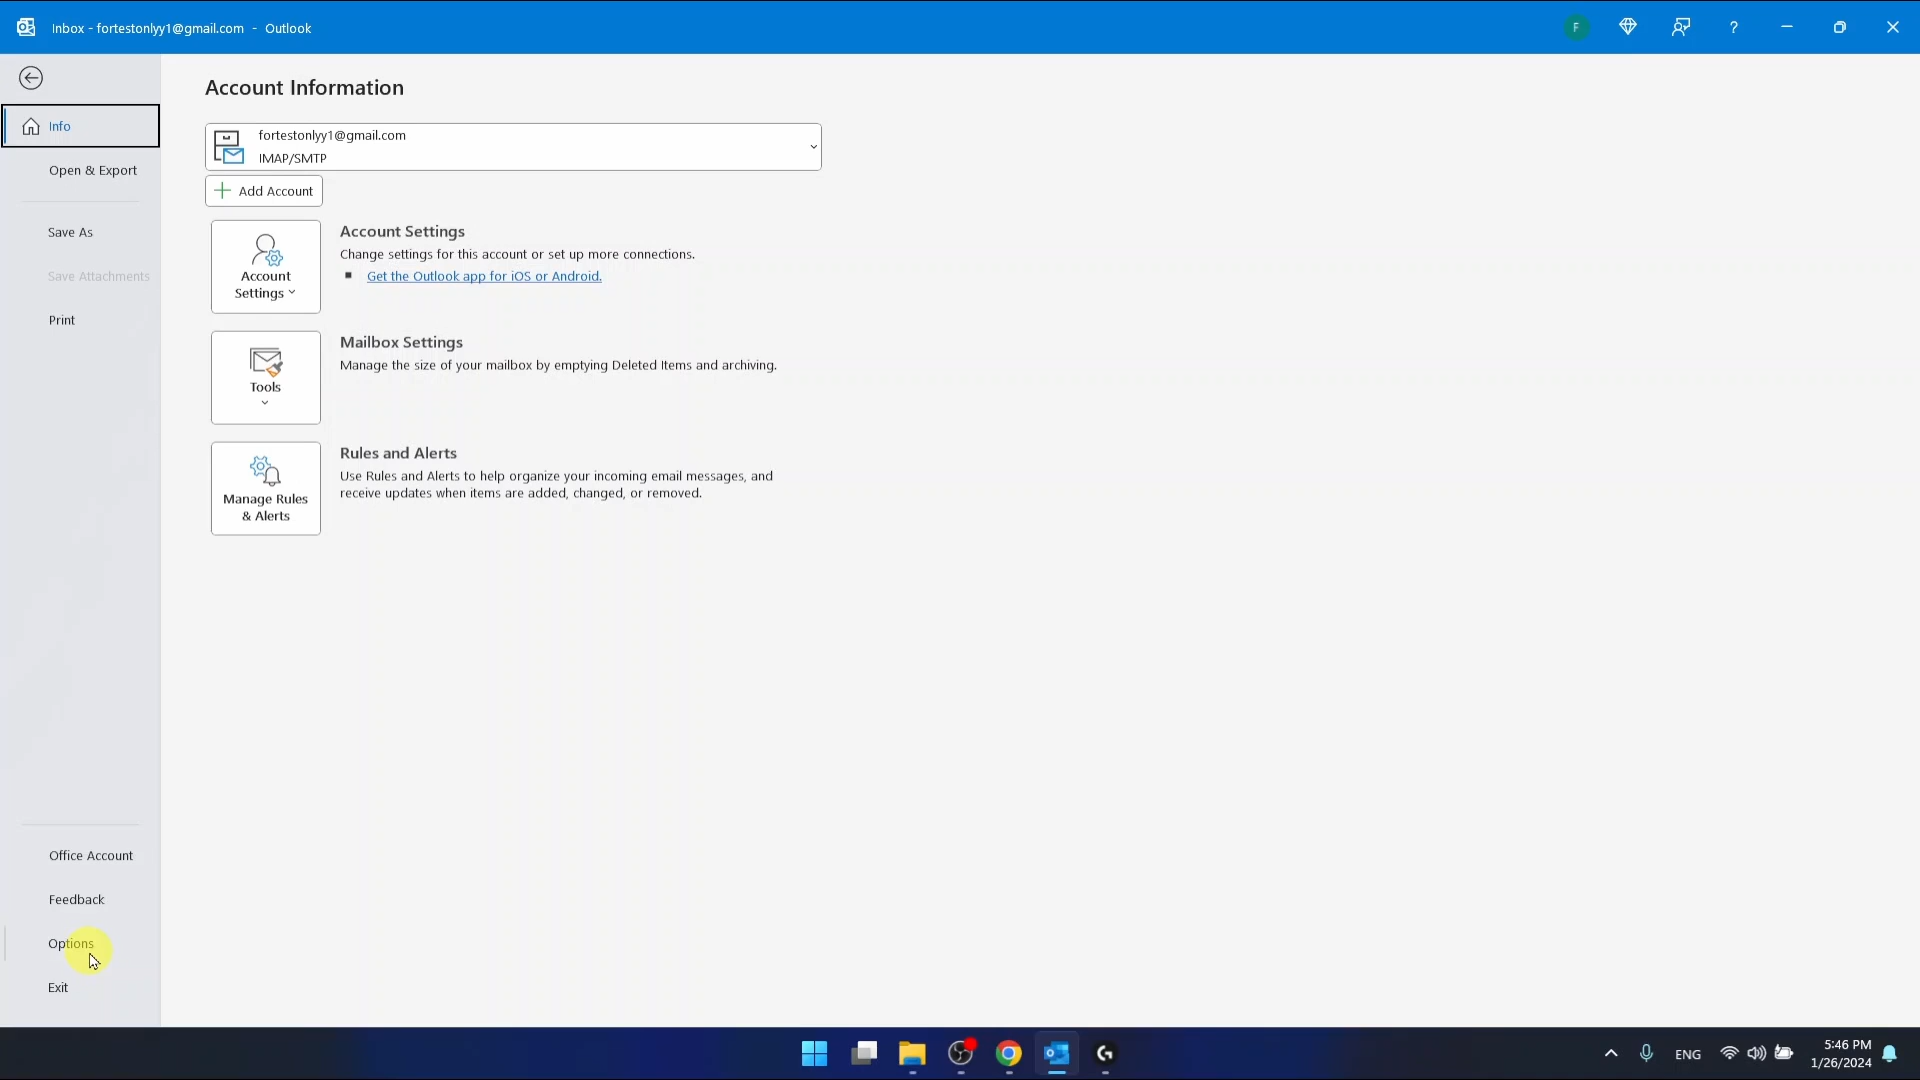 Inbox - fortestonlyy1@gmail.com - Outlook
F
?
Account Information
Info
fortestonlyy1@gmail.com
IMAP/SMTP
Open & Export
Add Account
Save As
Account Settings
Account Settings
Change settings for this account or set up more connections.
Get the Outlook app for iOS or Android.
Save Attachments
Print
Tools
Mailbox Settings
Manage the size of your mailbox by emptying Deleted Items and archiving.
Manage Rules
& Alerts
Rules and Alerts
Use Rules and Alerts to help organize your incoming email messages, and
receive updates when items are added, changed, or removed.
Office Account
Feedback
Options
Exit
ENG
5:46 PM
1/26/2024